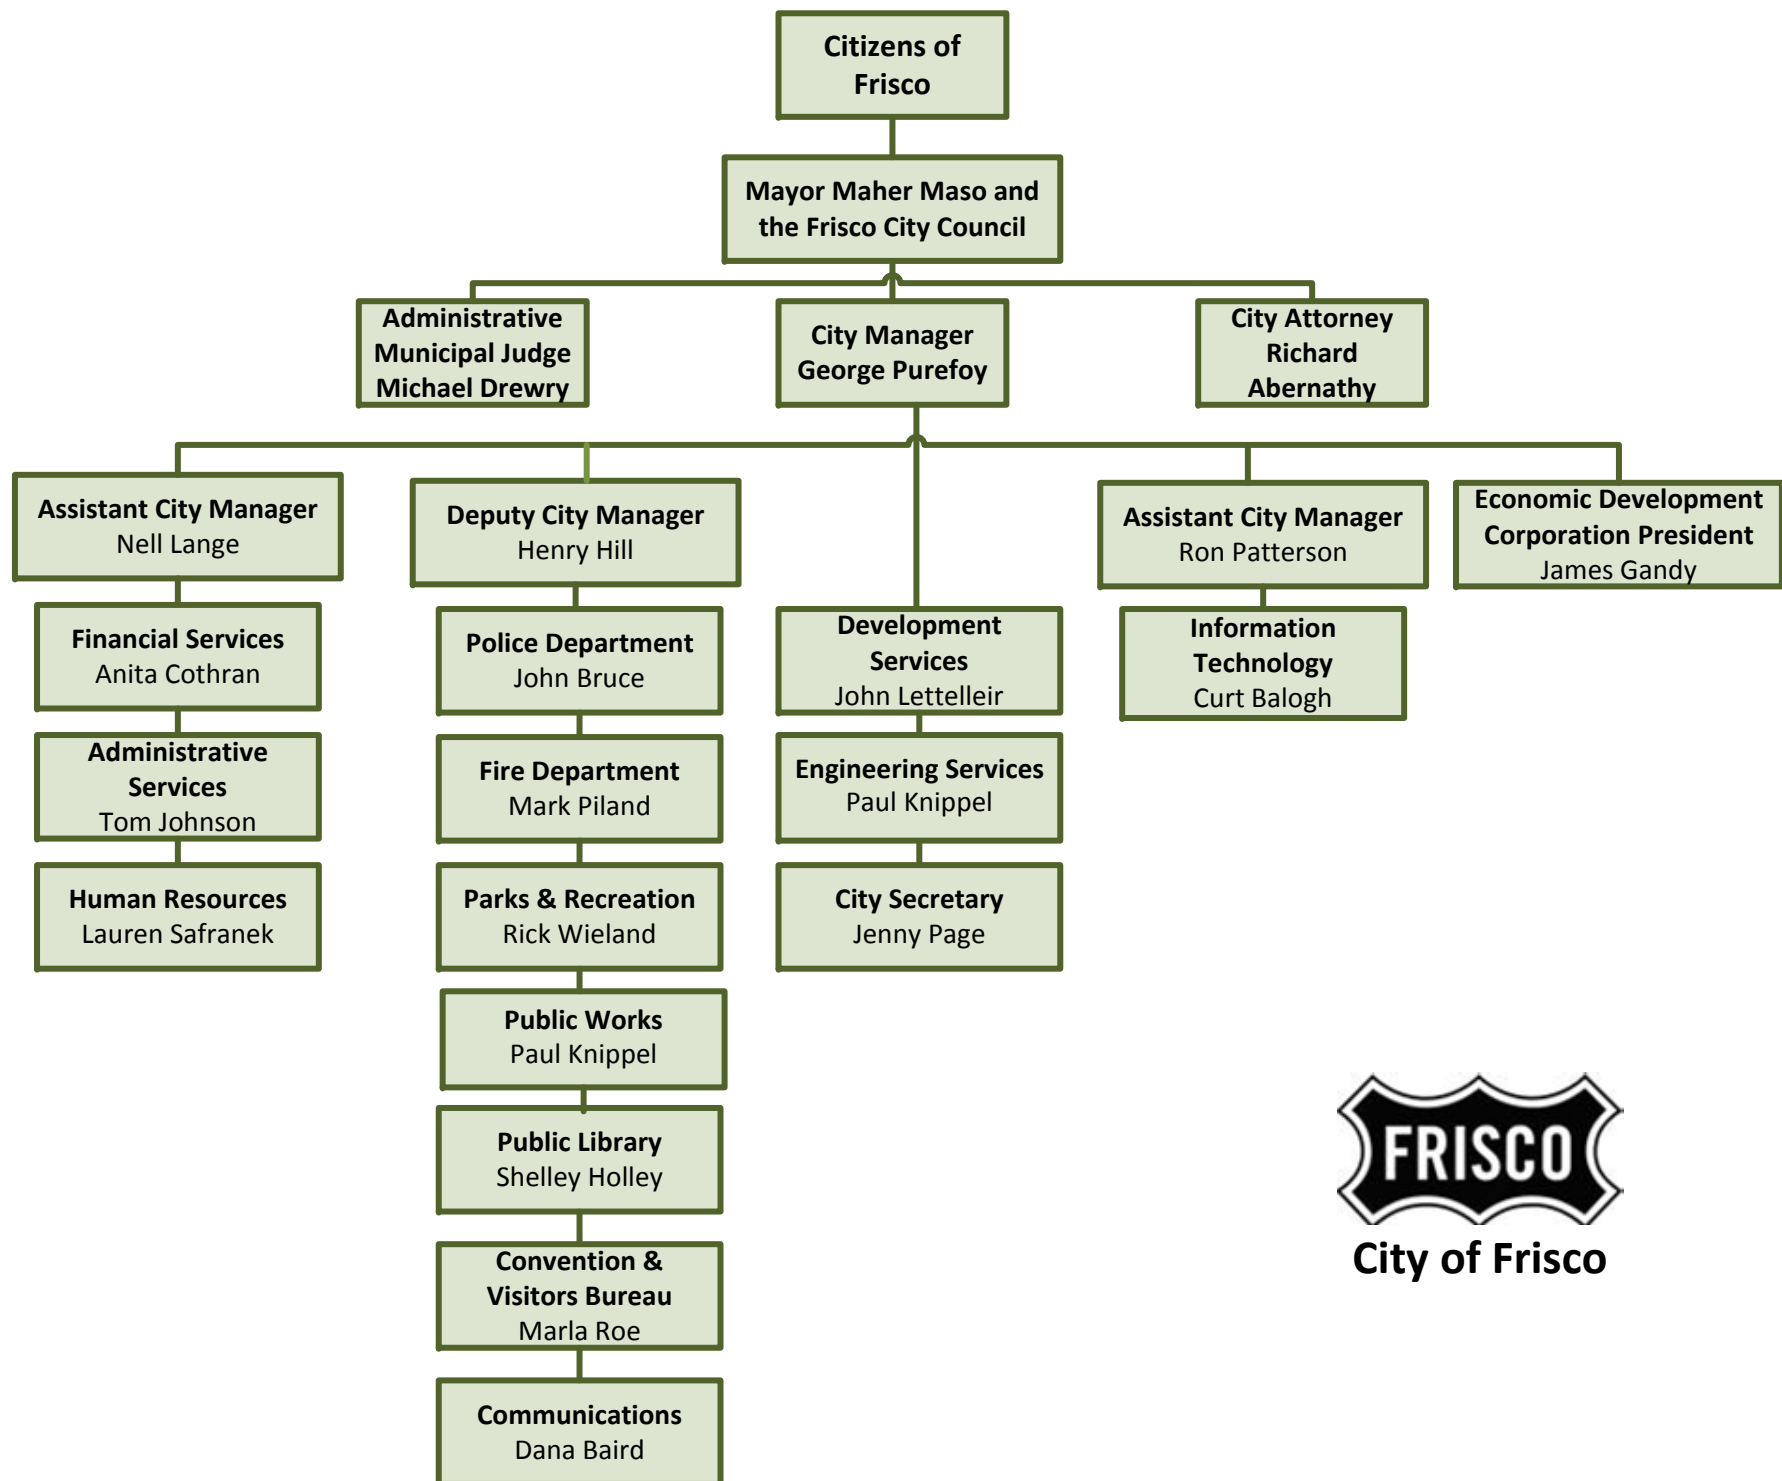 Citizens of
Frisco
Mayor Maher Maso and
the Frisco City Council
Administrative
Municipal Judge
Michael Drewry
City Manager
George Purefoy
City Attorney
Richard
Abernathy
Assistant City Manager
Nell Lange
Deputy City Manager
Henry Hill
Assistant City Manager
Ron Patterson
Economic Development
Corporation President
James Gandy
Financial Services
Anita Cothran
Police Department
John Bruce
Development
Services
John Lettelleir
Information
Technology
Curt Balogh
Administrative
Services
Tom Johnson
Fire Department
Mark Piland
Engineering Services
Paul Knippel
Human Resources
Lauren Safranek
Parks & Recreation
Rick Wieland
City Secretary
Jenny Page
Public Works
Paul Knippel
Public Library
Shelley Holley
Convention &
Visitors Bureau
Marla Roe
Communications
Dana Baird
FRISCO
City of Frisco